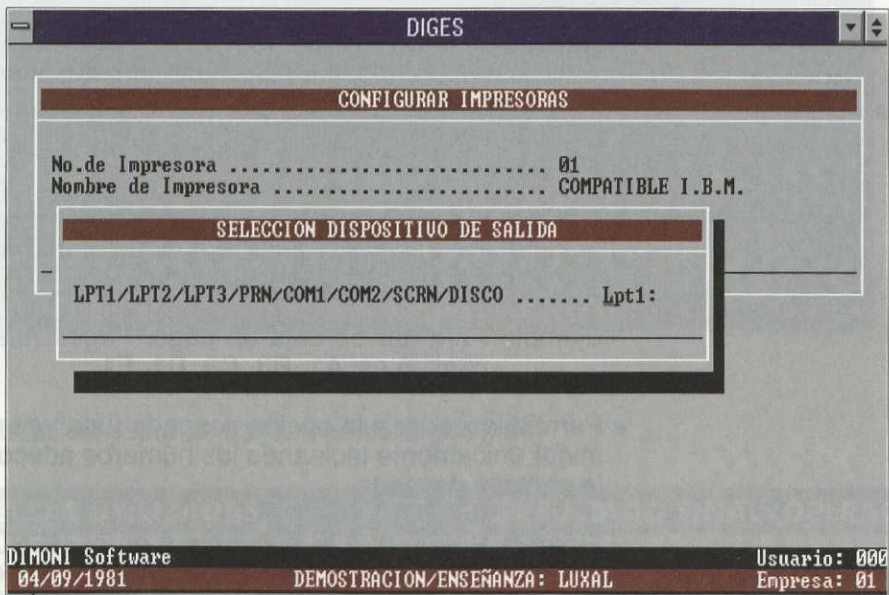 DIGES
CONFIGURAR IMPRESORAS
No.de Impresora ............................. 01
Nombre de Impresora ......................... COMPATIBLE I.B.M.
SELECCION DISPOSITIVO DE SALIDA
LPT1/LPT2/LPT3/PRN/COM1/COM2/SCRN/DISCO ....... Lpt1:
DIMONI Software Usuario: 000
04/09/1981 DEMOSTRACION/ENSEÑANZA: LUXAL Empresa: 01